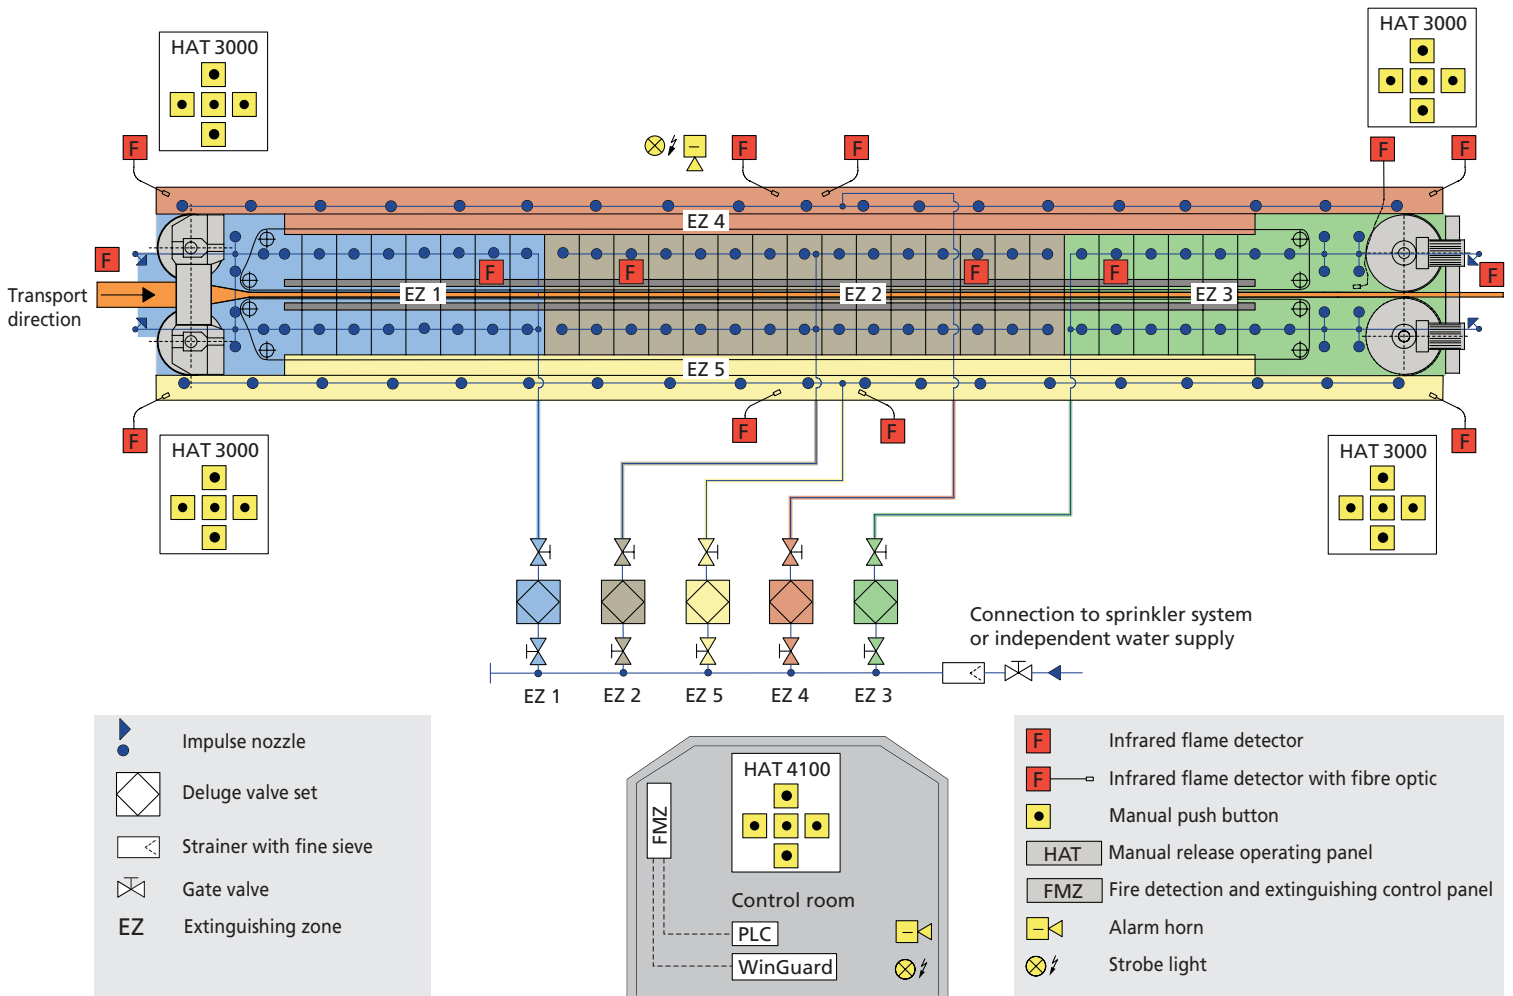 HAT 3000
HAT 3000
F
F
F
F
F
EZ 4
F
F
F
F
F
F
Transport
direction
EZ 1
EZ 2
EZ 3
EZ 5
F
F
F
F
HAT 3000
HAT 3000
Connection to sprinkler system
or independent water supply
EZ 1
EZ 2
EZ 5
EZ 4
EZ 3
Impulse nozzle
Deluge valve set
Strainer with fine sieve
Gate valve
EZ
Extinguishing zone
HAT 4100
FMZ
Control room
PLC
WinGuard
F
Infrared flame detector
F
Infrared flame detector with fibre optic
Manual push button
HAT
Manual release operating panel
FMZ
Fire detection and extinguishing control panel
Alarm horn
Strobe light